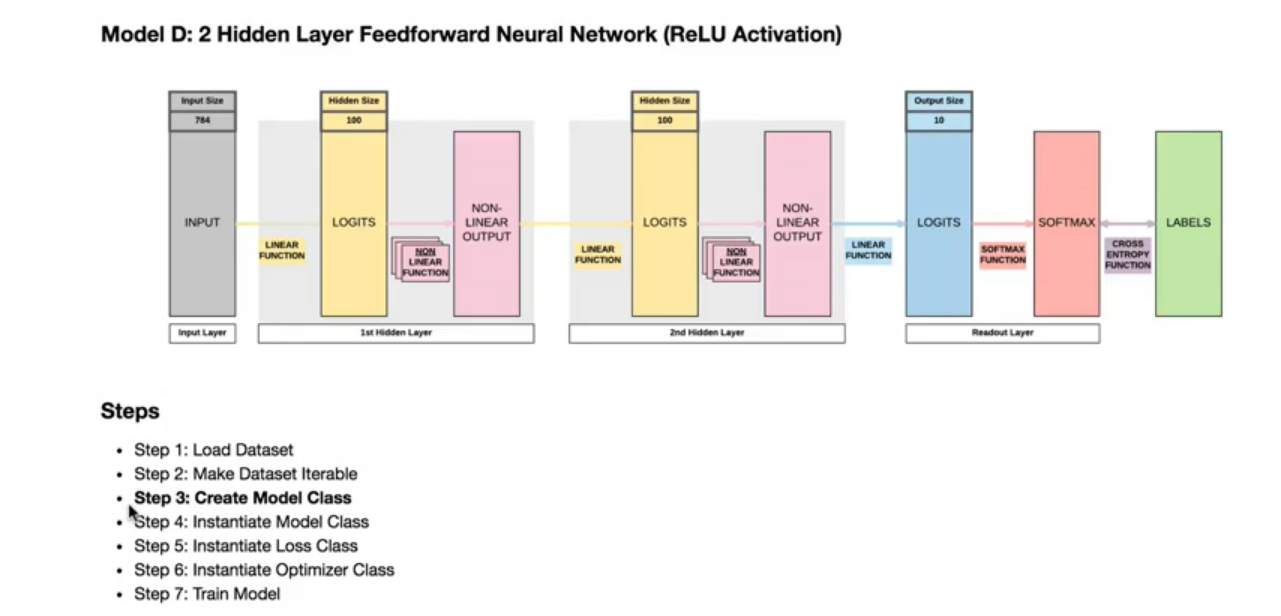 Model D: 2 Hidden Layer Feedforward Neural Network (ReLU Activation)
Input Size
784
Hidden Size
100
Hidden Size
100
Output Size
10
INPUT
LINEAR
FUNCTION
LOGITS
NON
LINEAR
FUNCTION
NON-
LINEAR
OUTPUT
LINEAR
FUNCTION
LOGITS
NON
LINEAR
FUNCTION
NON-
LINEAR
OUTPUT
LINEAR
FUNCTION
LOGITS
SOFTMAX
FUNCTION
SOFTMAX
CROSS
ENTROPY
FUNCTION
LABELS
Input Layer
1st Hidden Layer
2nd Hidden Layer
Readout Layer
Steps
• Step 1: Load Dataset
• Step 2: Make Dataset Iterable
• Step 3: Create Model Class
• Step 4: Instantiate Model Class
• Step 5: Instantiate Loss Class
• Step 6: Instantiate Optimizer Class
• Step 7: Train Model